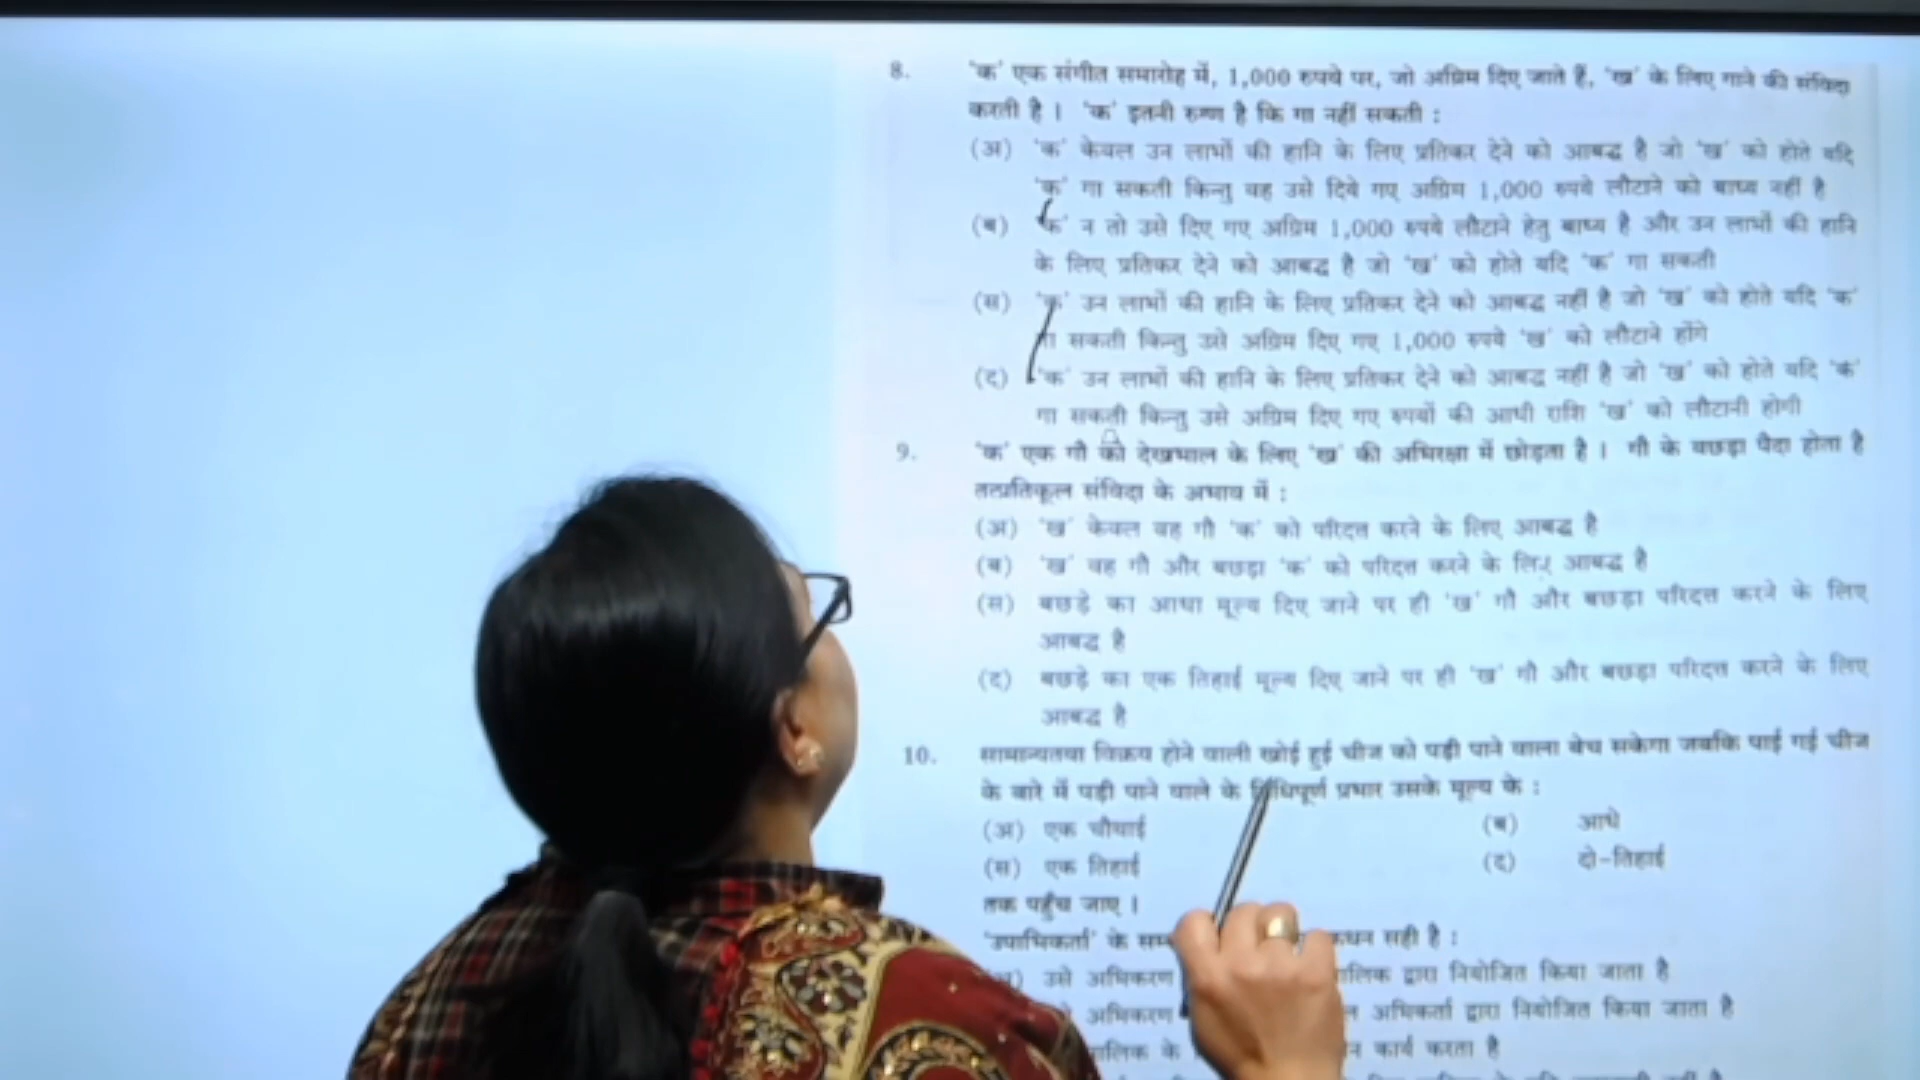 8. 'क' एक संगीत समारोह में, 1,000 रुपये पर, जो अग्रिम दिए जाते हैं, 'ख' के लिए गाने की संविदा
करती है । 'क' इतनी रुग्ण है कि गा नहीं सकती :
(अ) 'क' केवल उन लाभों की हानि के लिए प्रतिकर देने को आबद्ध है जो 'ख' को होते यदि
'क' गा सकती किन्तु वह उसे दिये गए अग्रिम 1,000 रुपये लौटाने को बाध्य नहीं है
(ब) 'क' न तो उसे दिए गए अग्रिम 1,000 रुपये लौटाने हेतु बाध्य है और उन लाभों की हानि
के लिए प्रतिकर देने को आबद्ध है जो 'ख' को होते यदि 'क' गा सकती
(स) 'क' उन लाभों की हानि के लिए प्रतिकर देने को आबद्ध नहीं है जो 'ख' को होते यदि 'क'
गा सकती किन्तु उसे अग्रिम दिए गए 1,000 रुपये 'ख' को लौटाने होंगे
(द) 'क' उन लाभों की हानि के लिए प्रतिकर देने को आबद्ध नहीं है जो 'ख' को होते यदि 'क'
गा सकती किन्तु उसे अग्रिम दिए गए रुपयों की आधी राशि 'ख' को लौटानी होगी
9. 'क' एक गौ को देखभाल के लिए 'ख' की अभिरक्षा में छोड़ता है । गौ के बछड़ा पैदा होता है
तत्प्रतिकूल संविदा के अभाव में :
(अ) 'ख' केवल वह गौ 'क' को परिदत्त करने के लिए आबद्ध है
(ब) 'ख' वह गौ और बछड़ा 'क' को परिदत्त करने के लिए आबद्ध है
(स) बछड़े का आधा मूल्य दिए जाने पर ही 'ख' गौ और बछड़ा परिदत्त करने के लिए
आबद्ध है
(द) बछड़े का एक तिहाई मूल्य दिए जाने पर ही 'ख' गौ और बछड़ा परिदत्त करने के लिए
आबद्ध है
10. सामान्यतया विक्रय होने वाली खोई हुई चीज को पड़ी पाने वाला बेच सकेगा जबकि पाई गई चीज
के बारे में पड़ी पाने वाले के विधिपूर्ण प्रभार उसके मूल्य के :
(अ) एक चौथाई (ब) आधे
(स) एक तिहाई (द) दो-तिहाई
तक पहुँच जाए ।
'उपाभिकर्ता' के कथन सही है :
उसे अभिकरण द्वारा नियोजित किया जाता है
अभिकरण अभिकर्ता द्वारा नियोजित किया जाता है
के कार्य करता है